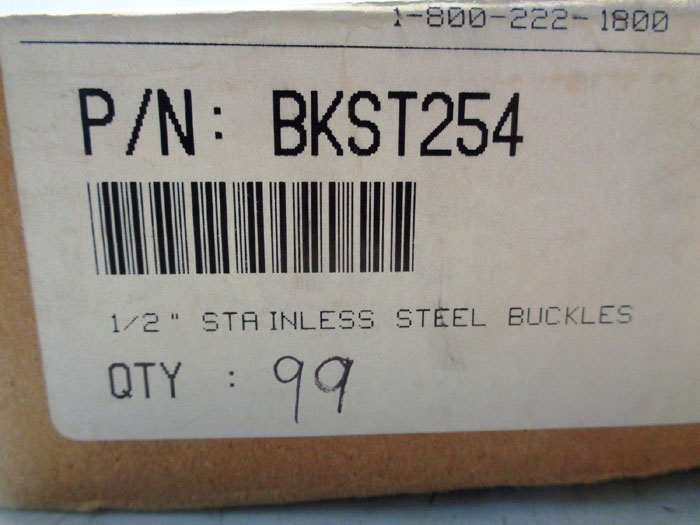 1-800-222-1800
P/N: BKST254
1/2" STAINLESS STEEL BUCKLES
QTY : 99